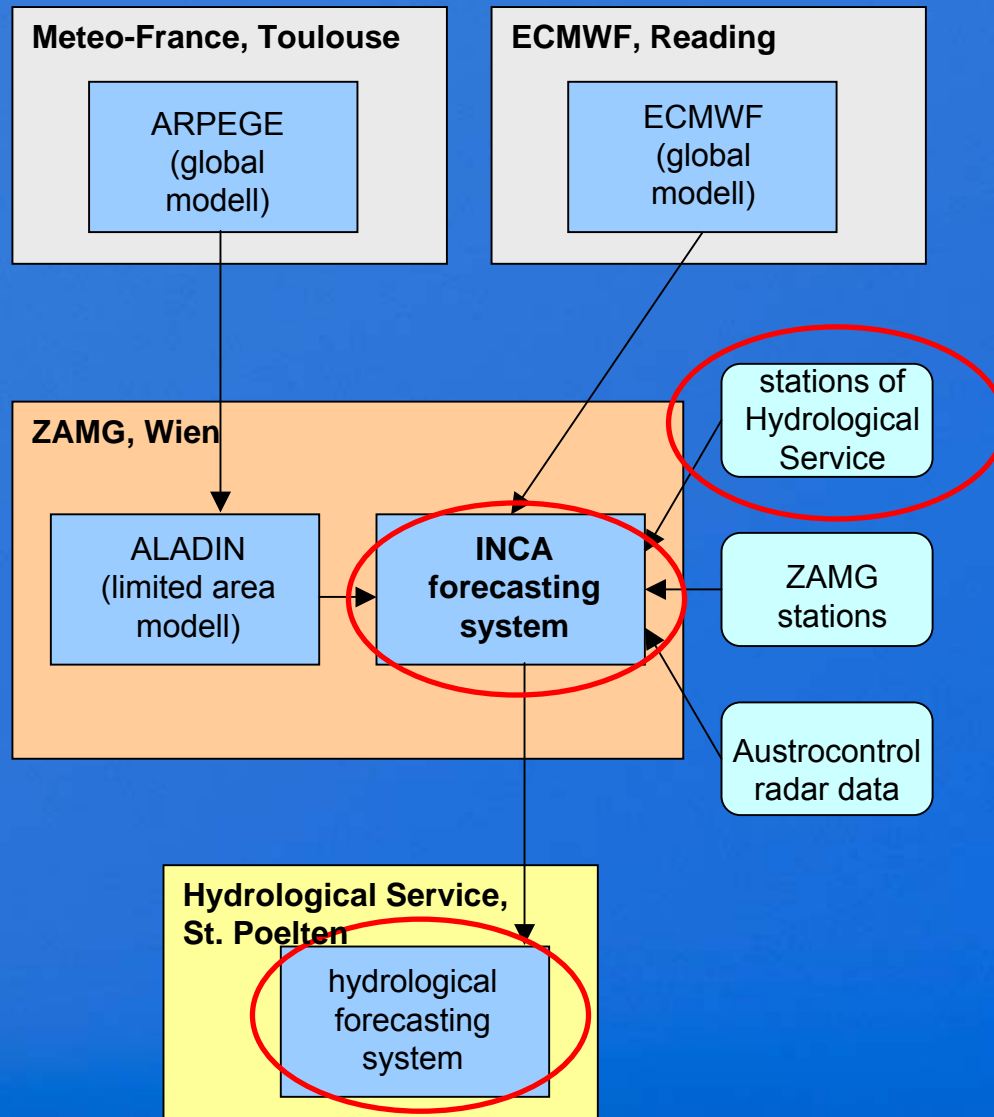 Meteo-France, Toulouse
ARPEGE
(global
modell)
ECMWF, Reading
ECMWF
(global
modell)
stations of
Hydrological
Service
ZAMG, Wien
ALADIN
(limited area
modell)
INCA
forecasting
system
ZAMG
stations
Austrocontrol
radar data
Hydrological Service,
St. Poelten
hydrological
forecasting
system